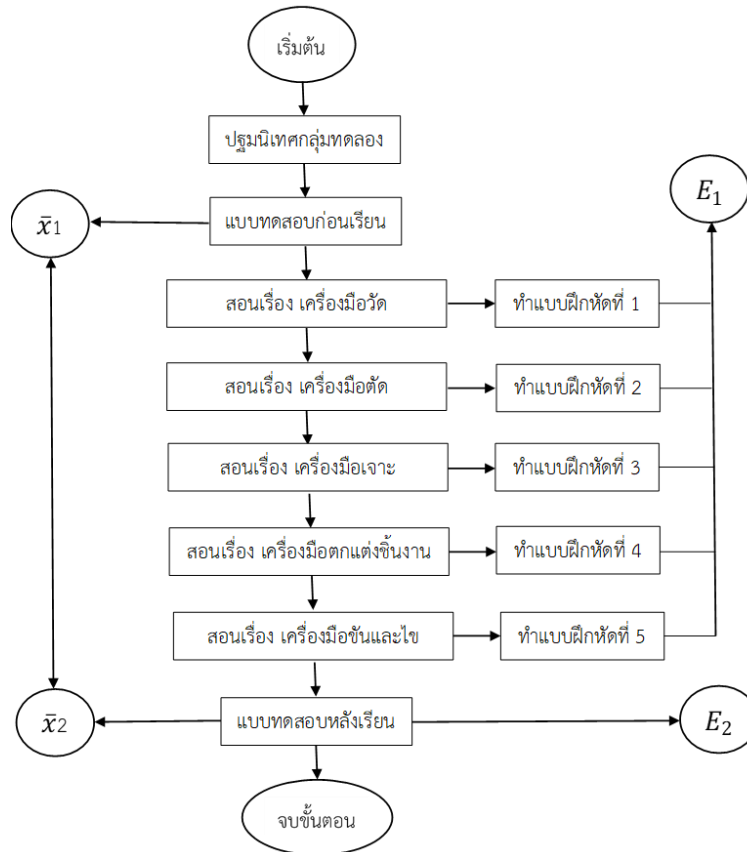 เริ่มต้น
ปฐมนิเทศกลุ่มทดลอง
E₁
x̄1
แบบทดสอบก่อนเรียน
สอนเรื่อง เครื่องมือวัด
ทำแบบฝึกหัดที่ 1
สอนเรื่อง เครื่องมือตัด
ทำแบบฝึกหัดที่ 2
สอนเรื่อง เครื่องมือเจาะ
ทำแบบฝึกหัดที่ 3
สอนเรื่อง เครื่องมือตกแต่งชิ้นงาน
ทำแบบฝึกหัดที่ 4
สอนเรื่อง เครื่องมือขันและไข
ทำแบบฝึกหัดที่ 5
x̄2
แบบทดสอบหลังเรียน
E₂
จบขั้นตอน